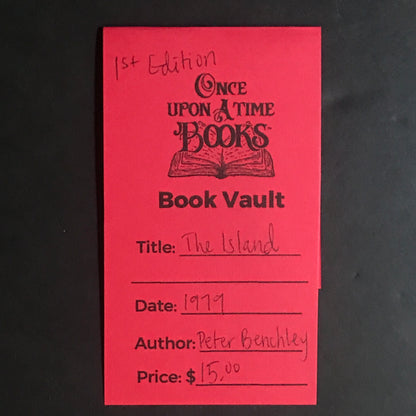 1st Edition
ONCE
UPON A TIME
BOOKS
Book Vault
Title: The Island
Date: 1979
Author: Peter Benchley
Price: $ 15.00